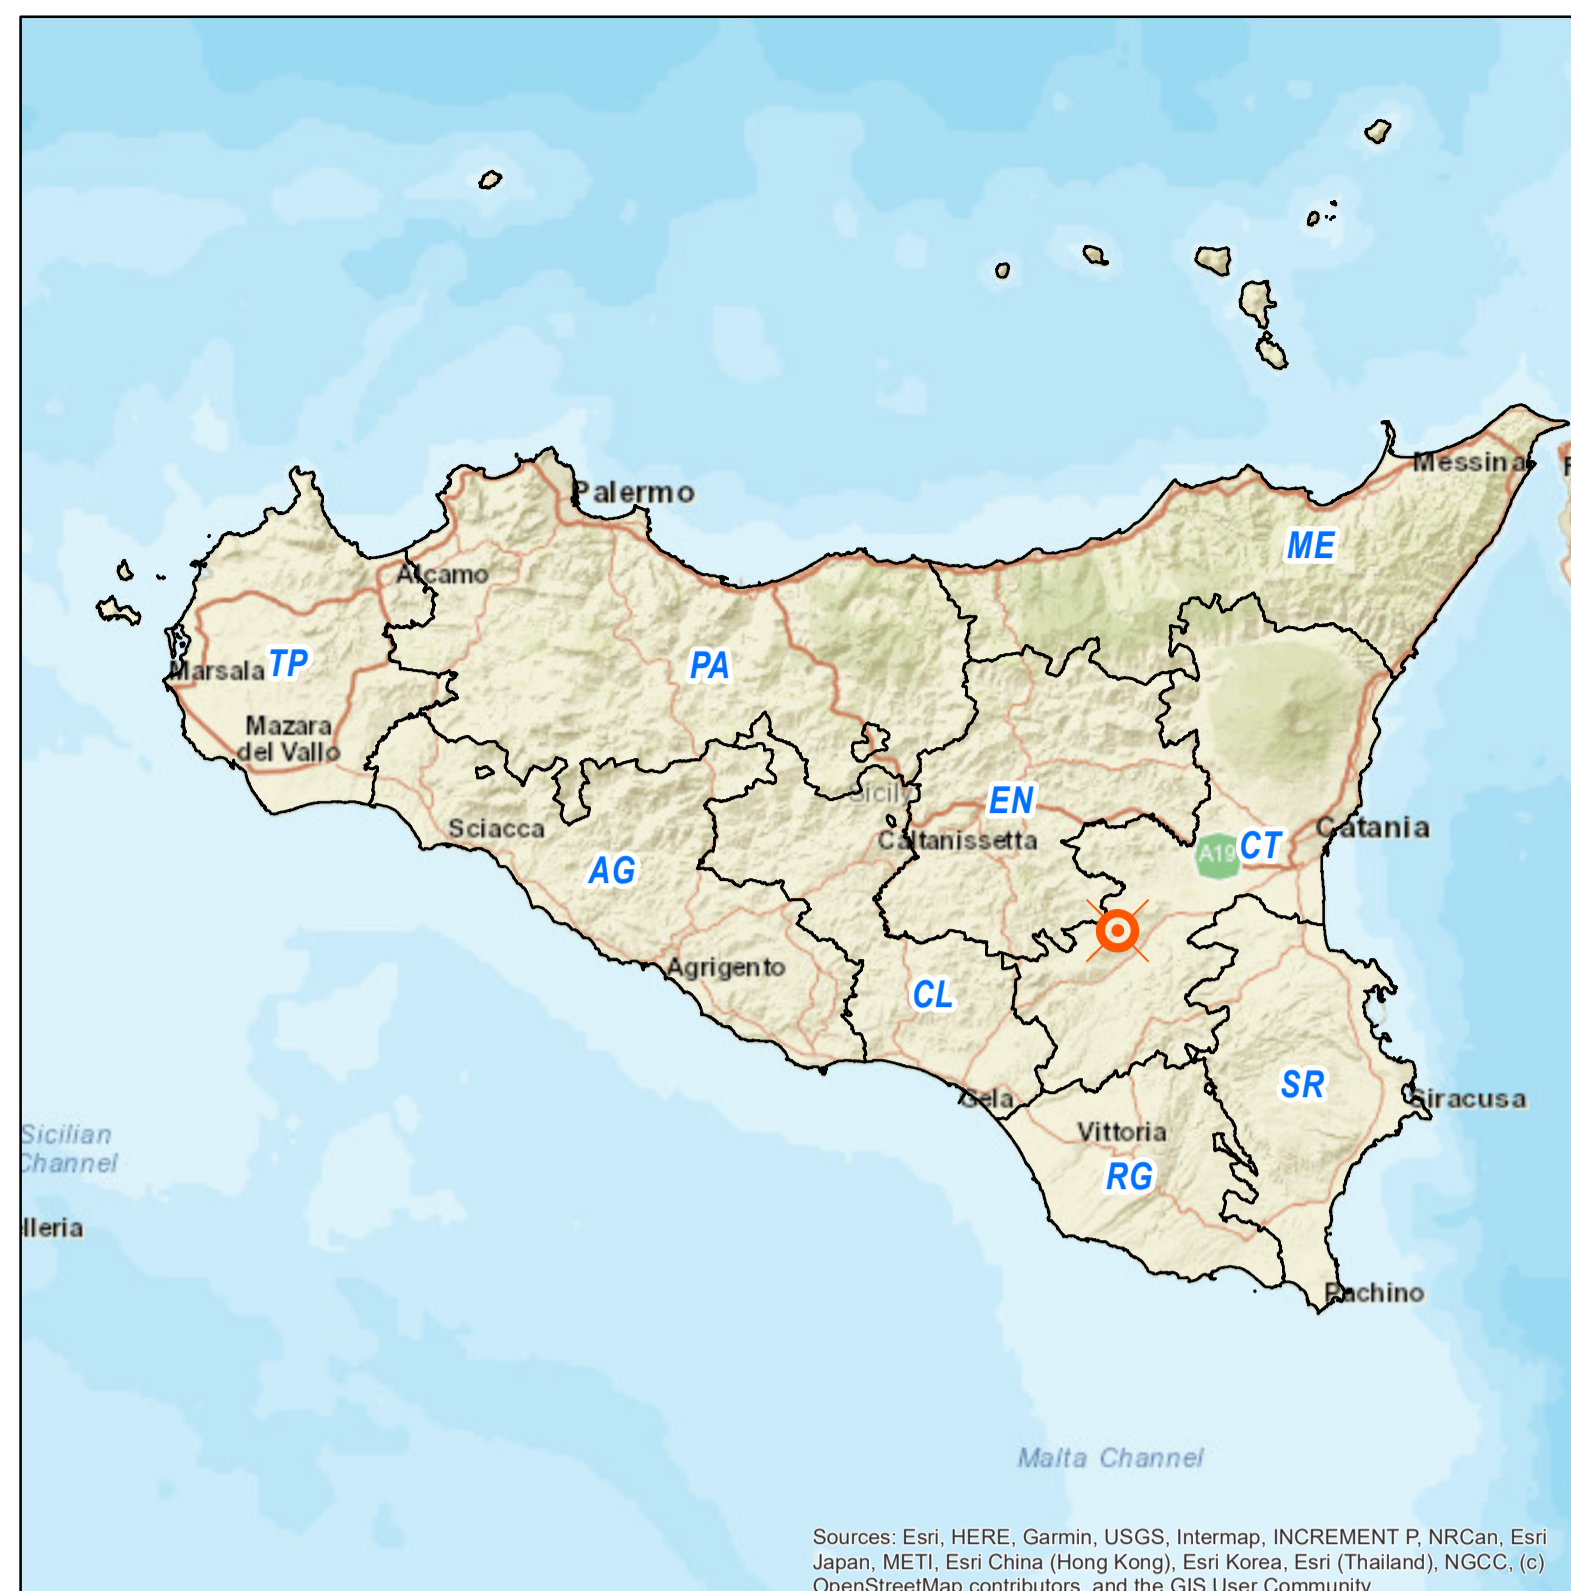 Palermo
Messina
F
ME
Alcamo
Marsala
TP
PA
Mazara
del Vallo
Sicily
EN
Sciacca
Caltanissetta
A19
CT
Catania
AG
Agrigento
CL
Gela
SR
Siracusa
Vittoria
Sicilian
Channel
RG
lleria
Pachino
Malta Channel
Sources: Esri, HERE, Garmin, USGS, Intermap, INCREMENT P, NRCan, Esri
Japan, METI, Esri China (Hong Kong), Esri Korea, Esri (Thailand), NGCC, (c)
OpenStreetMap contributors, and the GIS User Community